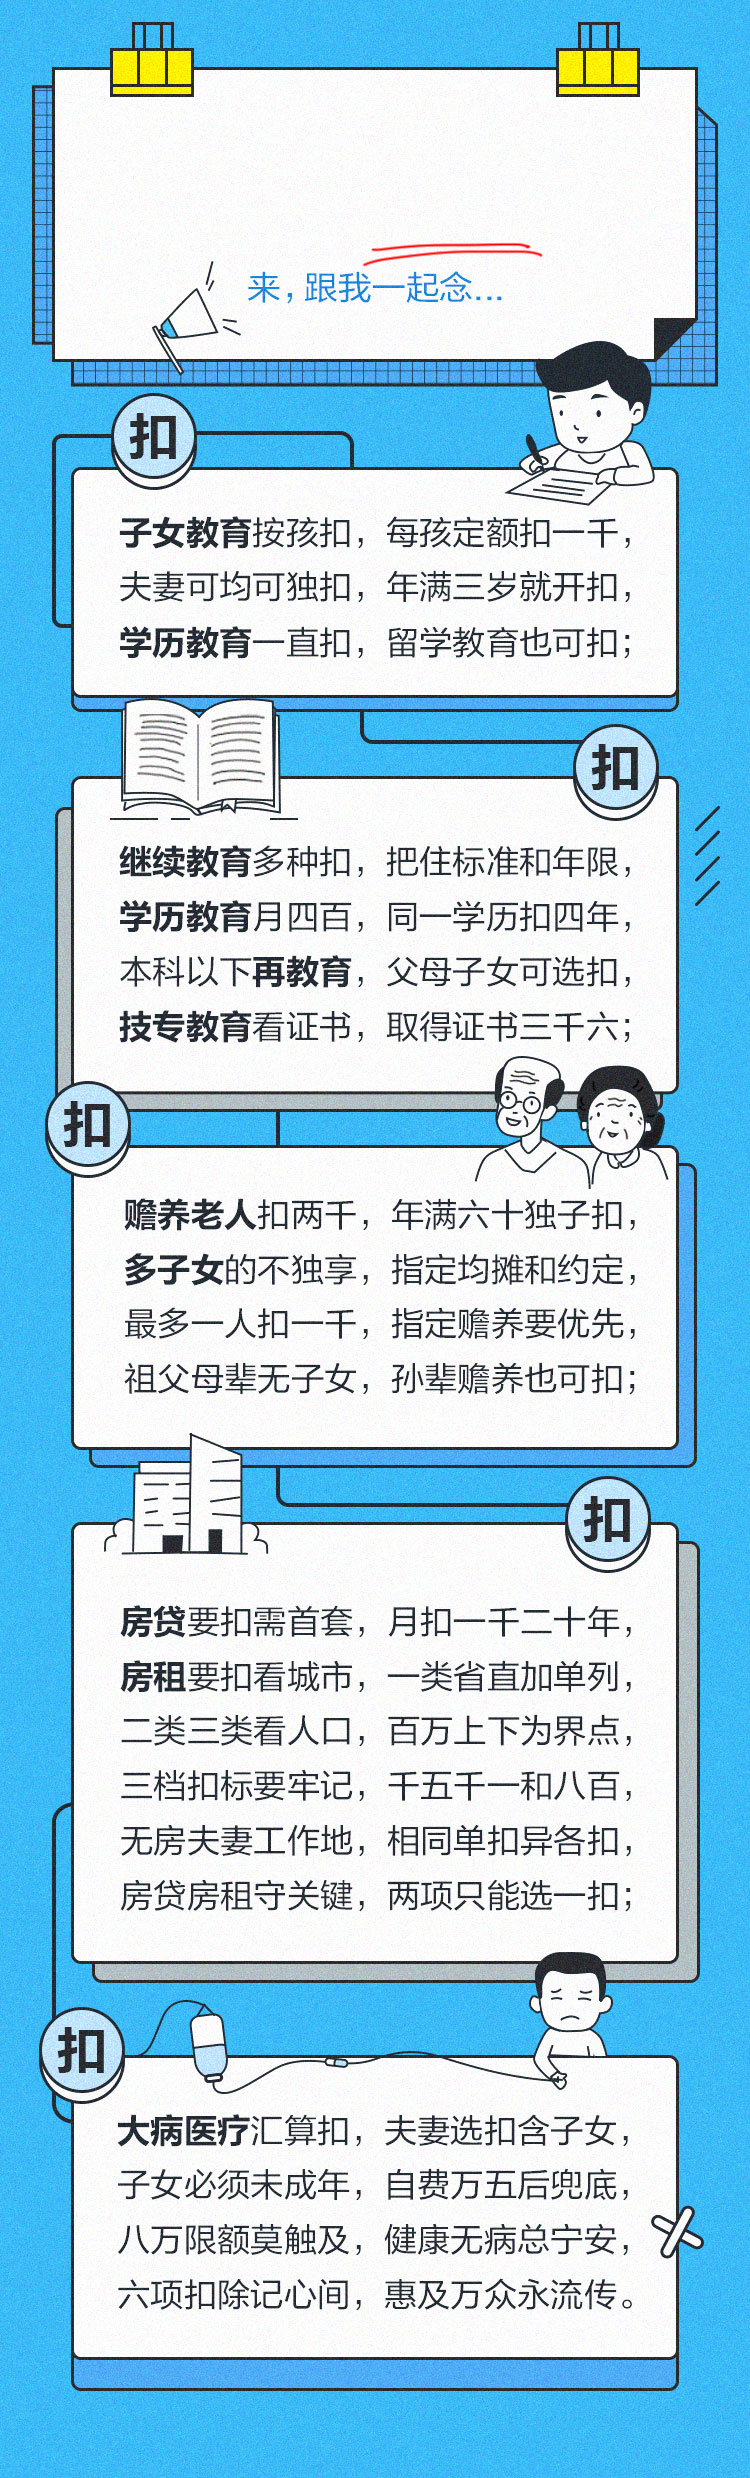 来,跟我一起念...
扣
子女教育按孩扣,每孩定额扣一千,
夫妻可均可独扣,年满三岁就开扣,
学历教育一直扣,留学教育也可扣;
扣
继续教育多种扣,把住标准和年限,
学历教育月四百,同一学历扣四年,
本科以下再教育,父母子女可选扣,
技专教育看证书,取得证书三千六;
扣
赡养老人扣两千,年满六十独子扣,
多子女的不独享,指定均摊和约定,
最多一人扣一千,指定赡养要优先,
祖父母辈无子女,孙辈赡养也可扣;
扣
房贷要扣需首套,月扣一千二十年,
房租要扣看城市,一类省直加单列,
二类三类看人口,百万上下为界点,
三档扣标要牢记,千五千一和八百,
无房夫妻工作地,相同单扣异各扣,
房贷房租守关键,两项只能选一扣;
扣
大病医疗汇算扣,夫妻选扣含子女,
子女必须未成年,自费万五后兜底,
八万限额莫触及,健康无病总宁安,
六项扣除记心间,惠及万众永流传。